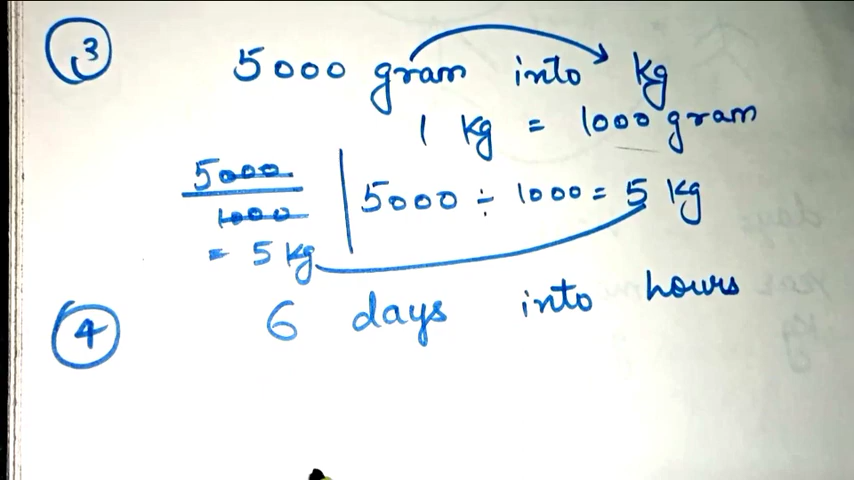 3
5000 gram into kg
1 kg = 1000 gram
5000
1000
= 5 kg
5000 ÷ 1000 = 5 kg
4
6 days into hours